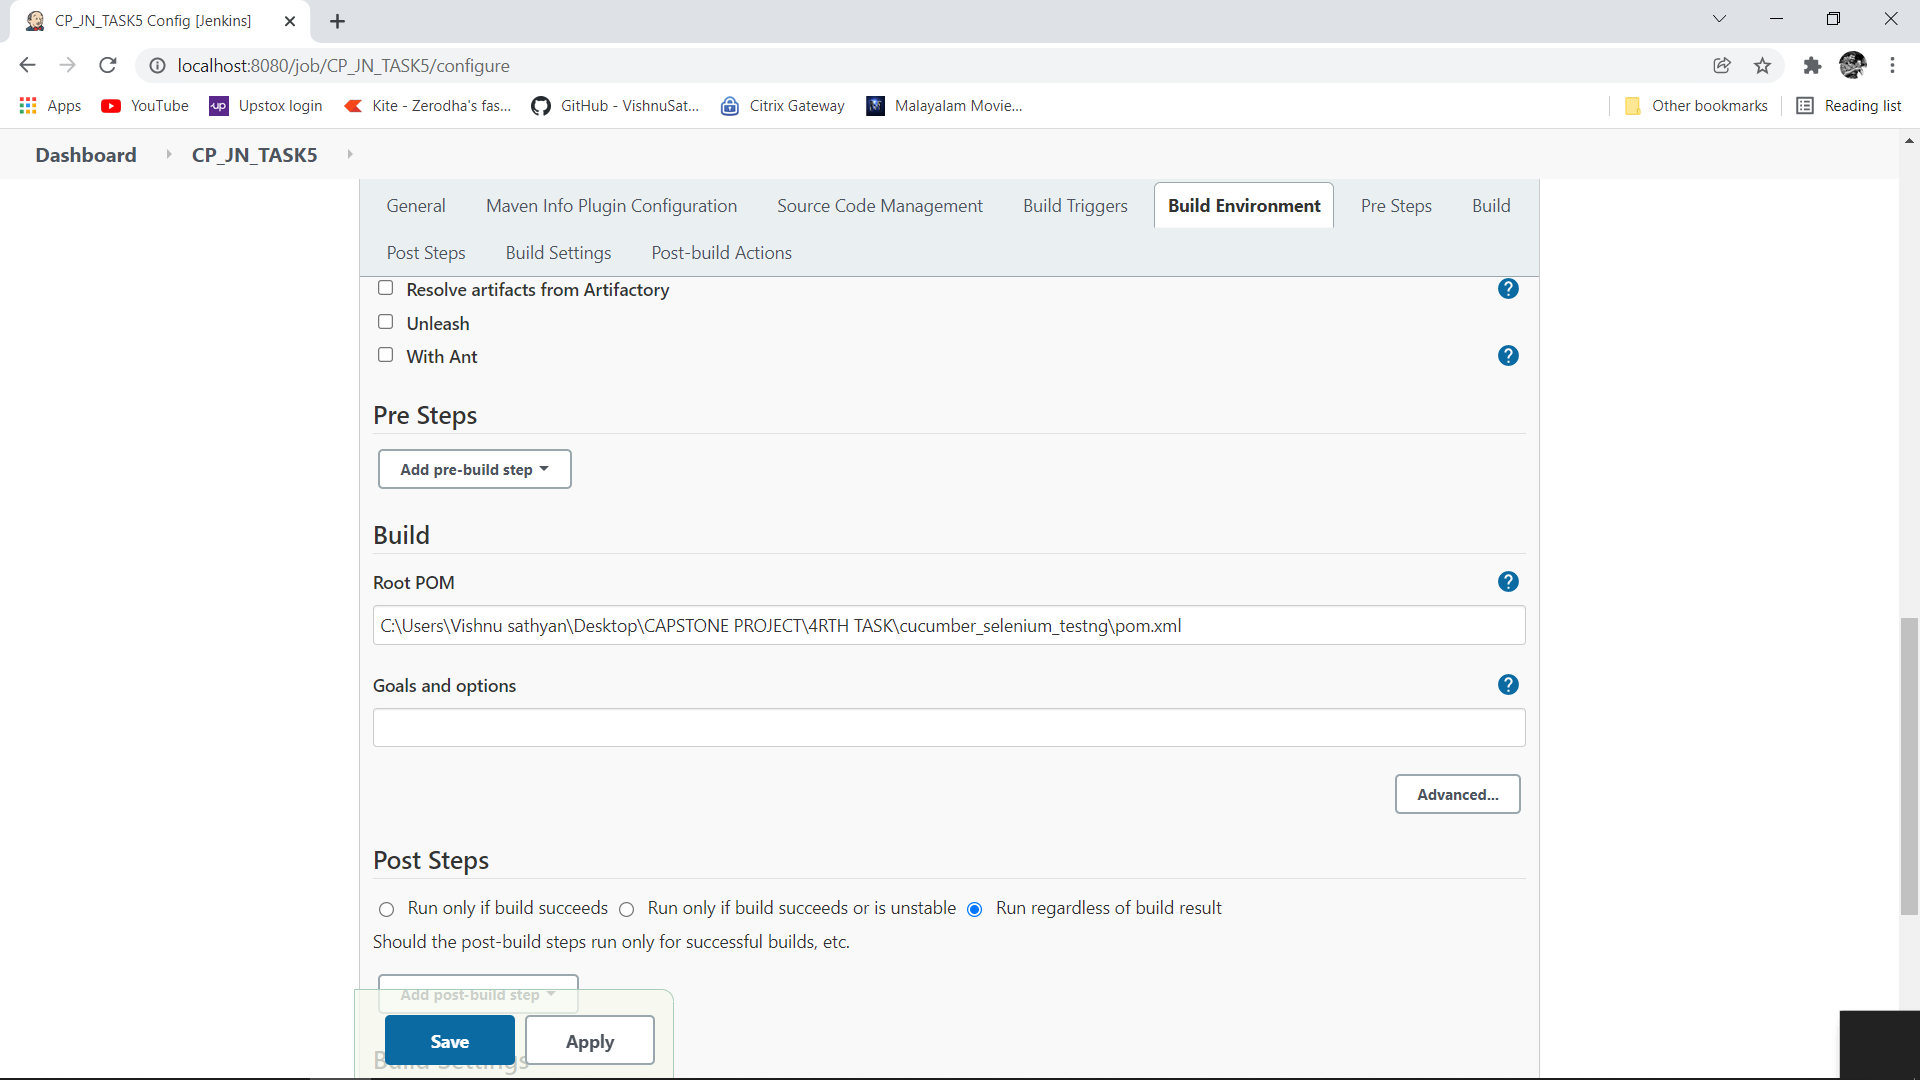 CP_JN_TASK5 Config [Jenkins]
localhost:8080/job/CP_JN_TASK5/configure
Apps YouTube up Upstox login Kite - Zerodha's fas... GitHub - VishnuSat... Citrix Gateway Malayalam Movie... Other bookmarks Reading list
Dashboard CP_JN_TASK5
General Maven Info Plugin Configuration Source Code Management Build Triggers Build Environment Pre Steps Build
Post Steps Build Settings Post-build Actions
Resolve artifacts from Artifactory ?
Unleash
With Ant ?
Pre Steps
Add pre-build step
Build
Root POM ?
C:\Users\Vishnu sathyan\Desktop\CAPSTONE PROJECT\4RTH TASK\cucumber_selenium_testng\pom.xml
Goals and options ?
Advanced...
Post Steps
Run only if build succeeds Run only if build succeeds or is unstable Run regardless of build result
Should the post-build steps run only for successful builds, etc.
Add post-build step
Save Apply
Build Settings